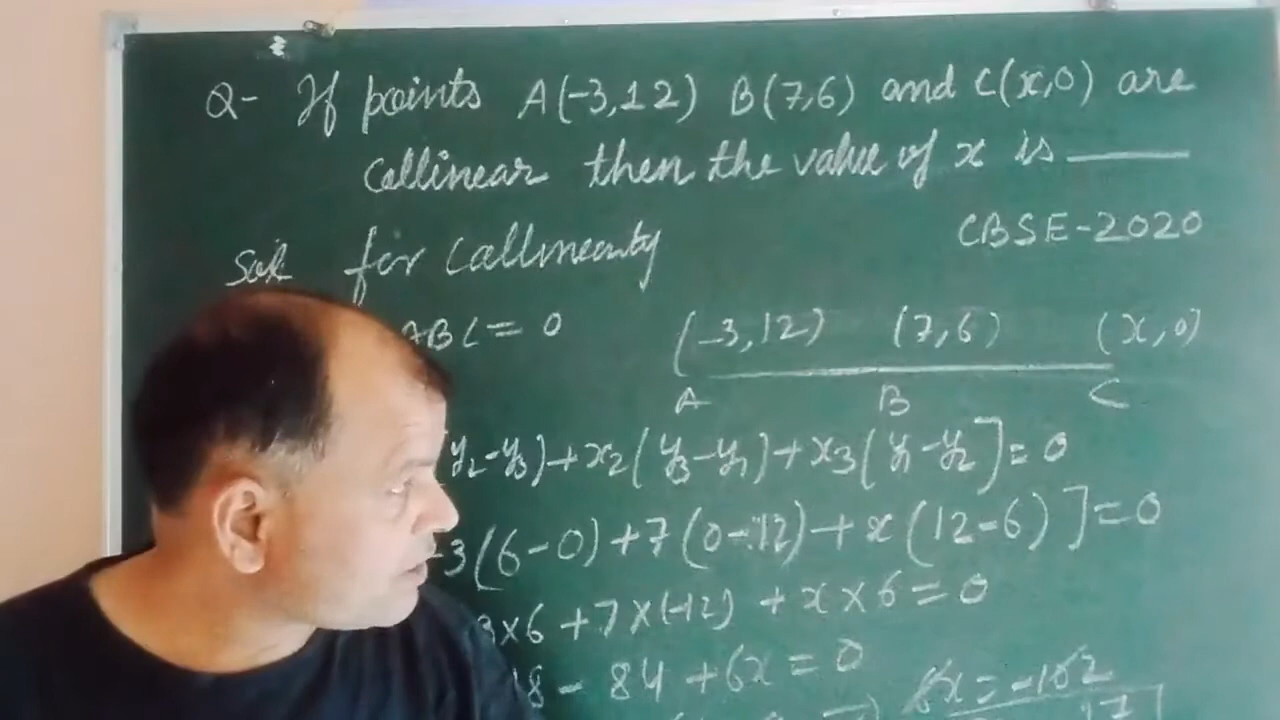 Q- If points A(-3,12) B(7,6) and C(x,0) are
collinear then the value of x is ____
CBSE-2020
Sol for collinearity
ABC = 0
(-3,12) (7,6) (x,0)
A B C
y₂-y₃)+x₂(y₃-y₁)+x₃(y₁-y₂]=0
-3(6-0)+7(0-12)+x(12-6)]=0
3×6+7×(-12)+x×6=0
18-84+6x=0
6x=-102
17